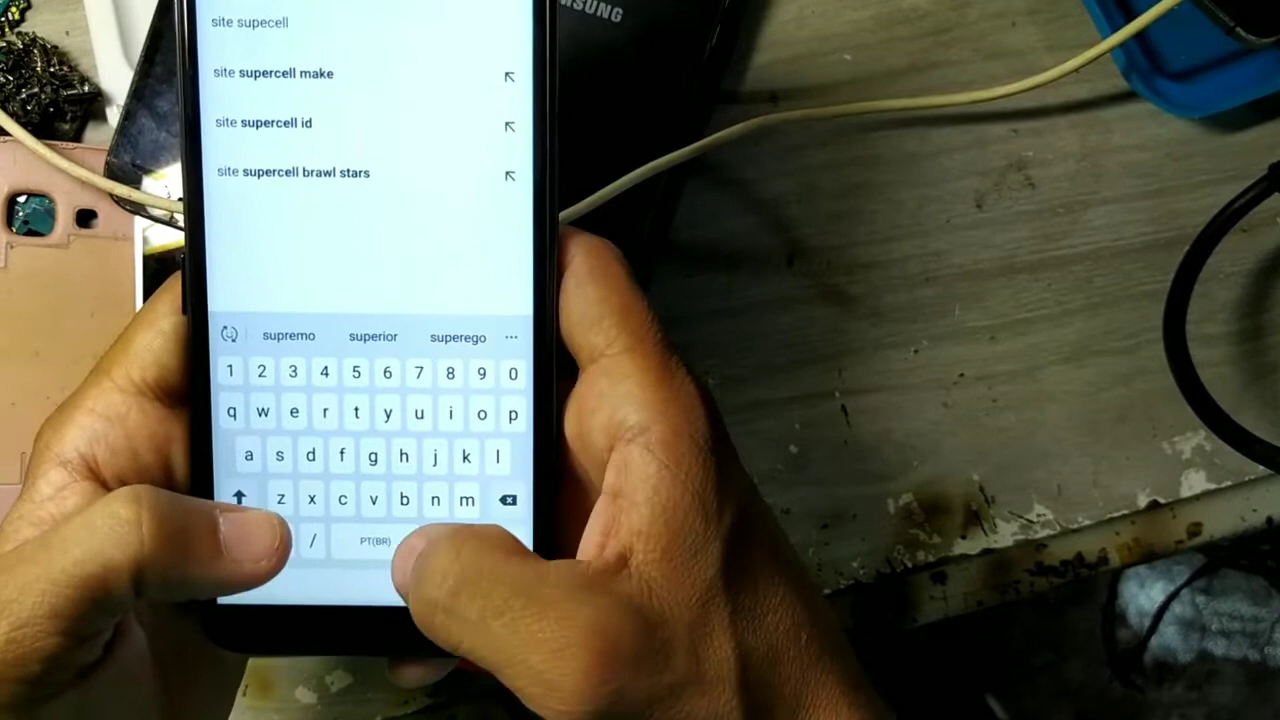 site supecell
site supercell make
site supercell id
site supercell brawl stars
supremo superior superego ...
1 2 3 4 5 6 7 8 9 0
q w e r t y u i o p
a s d f g h j k l
z x c v b n m
/ PT(BR)